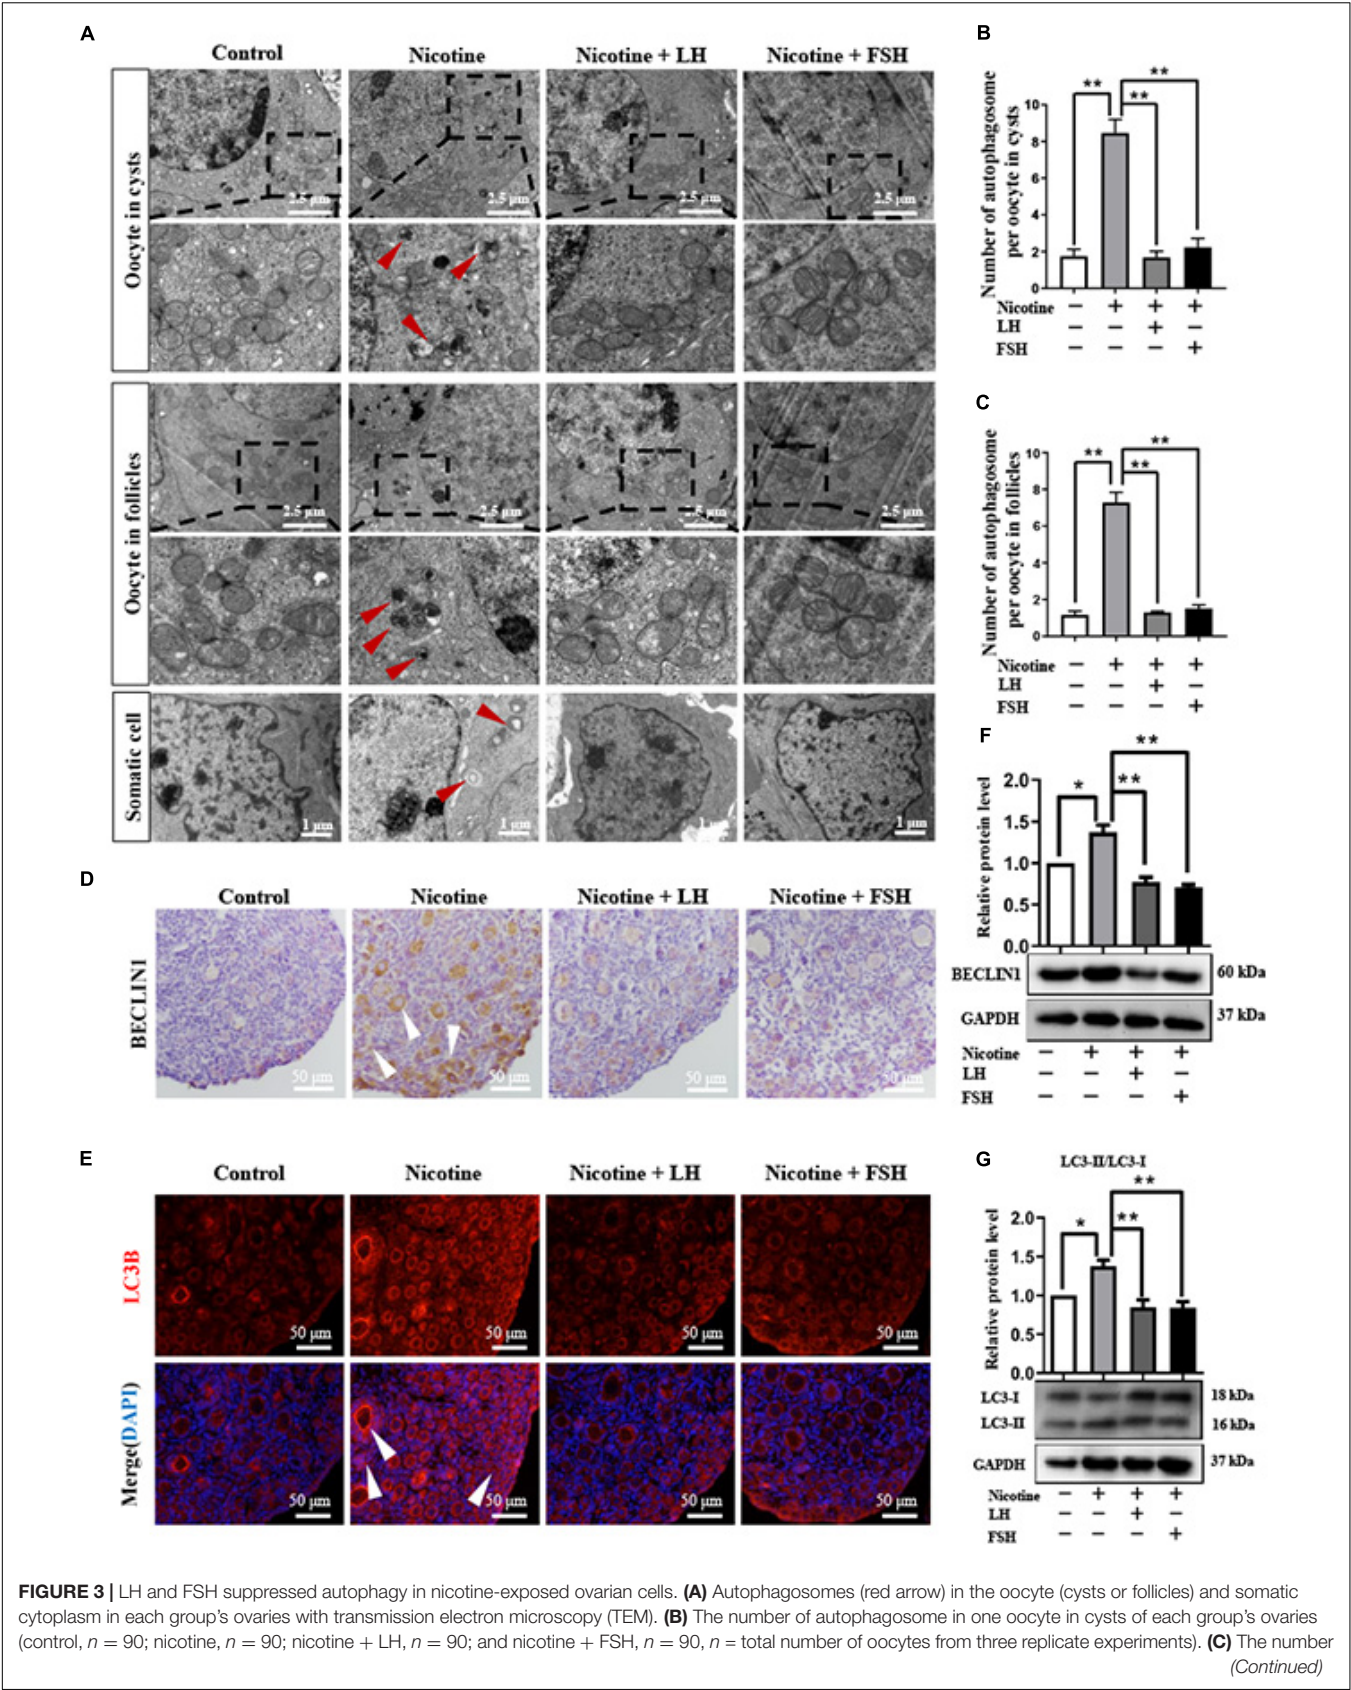 A
Control
Nicotine
Nicotine + LH
Nicotine + FSH
Oocyte in cysts
2.5 μm
2.5 μm
2.5 μm
2.5 μm
Oocyte in follicles
2.5 μm
2.5 μm
2.5 μm
2.5 μm
Somatic cell
1 μm
1 μm
1 μm
1 μm
B
Number of autophagosome
per oocyte in cysts
10
8
6
4
2
0
**
**
**
Nicotine − + + +
LH − − + −
FSH − − − +
C
Number of autophagosome
per oocyte in follicles
10
8
6
4
2
0
**
**
**
Nicotine − + + +
LH − − + −
FSH − − − +
D
Control
Nicotine
Nicotine + LH
Nicotine + FSH
BECLIN1
50 μm
50 μm
50 μm
50 μm
F
Relative protein level
2.0
1.5
1.0
0.5
0.0
*
**
**
BECLIN1
60 kDa
GAPDH
37 kDa
Nicotine − + + +
LH − − + −
FSH − − − +
E
Control
Nicotine
Nicotine + LH
Nicotine + FSH
LC3B
50 μm
50 μm
50 μm
50 μm
Merge(DAPI)
50 μm
50 μm
50 μm
50 μm
G
LC3-II/LC3-I
Relative protein level
2.0
1.5
1.0
0.5
0.0
*
**
**
LC3-I
18 kDa
LC3-II
16 kDa
GAPDH
37 kDa
Nicotine − + + +
LH − − + −
FSH − − − +
FIGURE 3 | LH and FSH suppressed autophagy in nicotine-exposed ovarian cells. (A) Autophagosomes (red arrow) in the oocyte (cysts or follicles) and somatic
cytoplasm in each group's ovaries with transmission electron microscopy (TEM). (B) The number of autophagosome in one oocyte in cysts of each group's ovaries
(control, n = 90; nicotine, n = 90; nicotine + LH, n = 90; and nicotine + FSH, n = 90, n = total number of oocytes from three replicate experiments). (C) The number
(Continued)